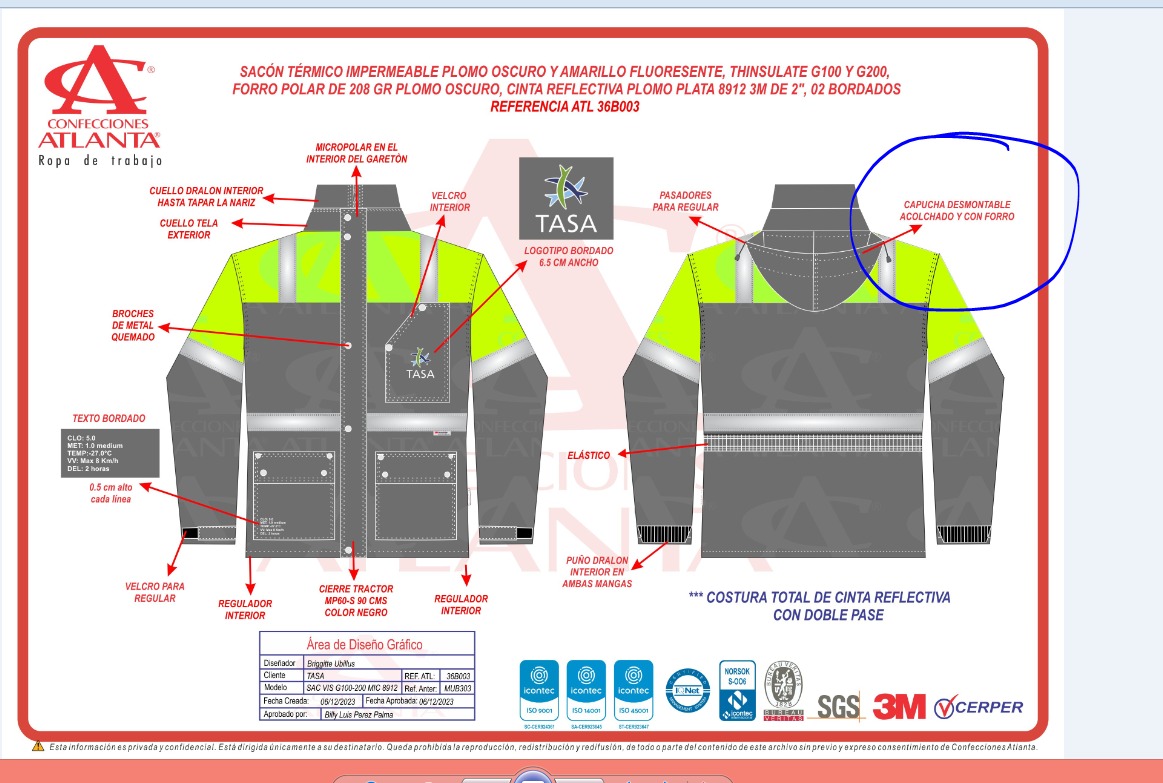 SACÓN TÉRMICO IMPERMEABLE PLOMO OSCURO Y AMARILLO FLUORESENTE, THINSULATE G100 Y G200,
FORRO POLAR DE 208 GR PLOMO OSCURO, CINTA REFLECTIVA PLOMO PLATA 8912 3M DE 2", 02 BORDADOS
REFERENCIA ATL 36B003
CONFECCIONES
ATLANTA®
Ropa de trabajo
MICROPOLAR EN EL
INTERIOR DEL GARETÒN
CUELLO DRALON INTERIOR
HASTA TAPAR LA NARIZ
CUELLO TELA
EXTERIOR
VELCRO
INTERIOR
TASA
LOGOTIPO BORDADO
6.5 CM ANCHO
PASADORES
PARA REGULAR
CAPUCHA DESMONTABLE
ACOLCHADO Y CON FORRO
BROCHES
DE METAL
QUEMADO
TASA
TEXTO BORDADO
CLO: 5.0
MET: 1.0 medium
TEMP:-27.0°C
VV: Max 8 Km/h
DEL: 2 horas
0.5 cm alto
cada línea
ELÁSTICO
VELCRO PARA
REGULAR
REGULADOR
INTERIOR
CIERRE TRACTOR
MP60-S 90 CMS
COLOR NEGRO
REGULADOR
INTERIOR
PUÑO DRALON
INTERIOR EN
AMBAS MANGAS
*** COSTURA TOTAL DE CINTA REFLECTIVA
CON DOBLE PASE
Área de Diseño Gráfico
Diseñador Briggitte Ubillus
Cliente TASA REF. ATL: 36B003
Modelo SAC VIS G100-200 MIC 8912 Ref. Anter: MUB303
Fecha Creada: 05/12/2023 Fecha Aprobada: 06/12/2023
Aprobado por: Billy Luis Perez Palma
icontec
ISO 9001
icontec
ISO 14001
icontec
ISO 45001
IQNet
NORSOK
S-006
icontec
BUREAU VERITAS
1828
BUREAU
VERITAS
SGS
3M
CERPER
Esta información es privada y confidencial. Está dirigida únicamente a su destinatario. Queda prohibida la reproducción, redistribución y redifusión, de todo o parte del contenido de este archivo sin previo y expreso consentimiento de Confecciones Atlanta.